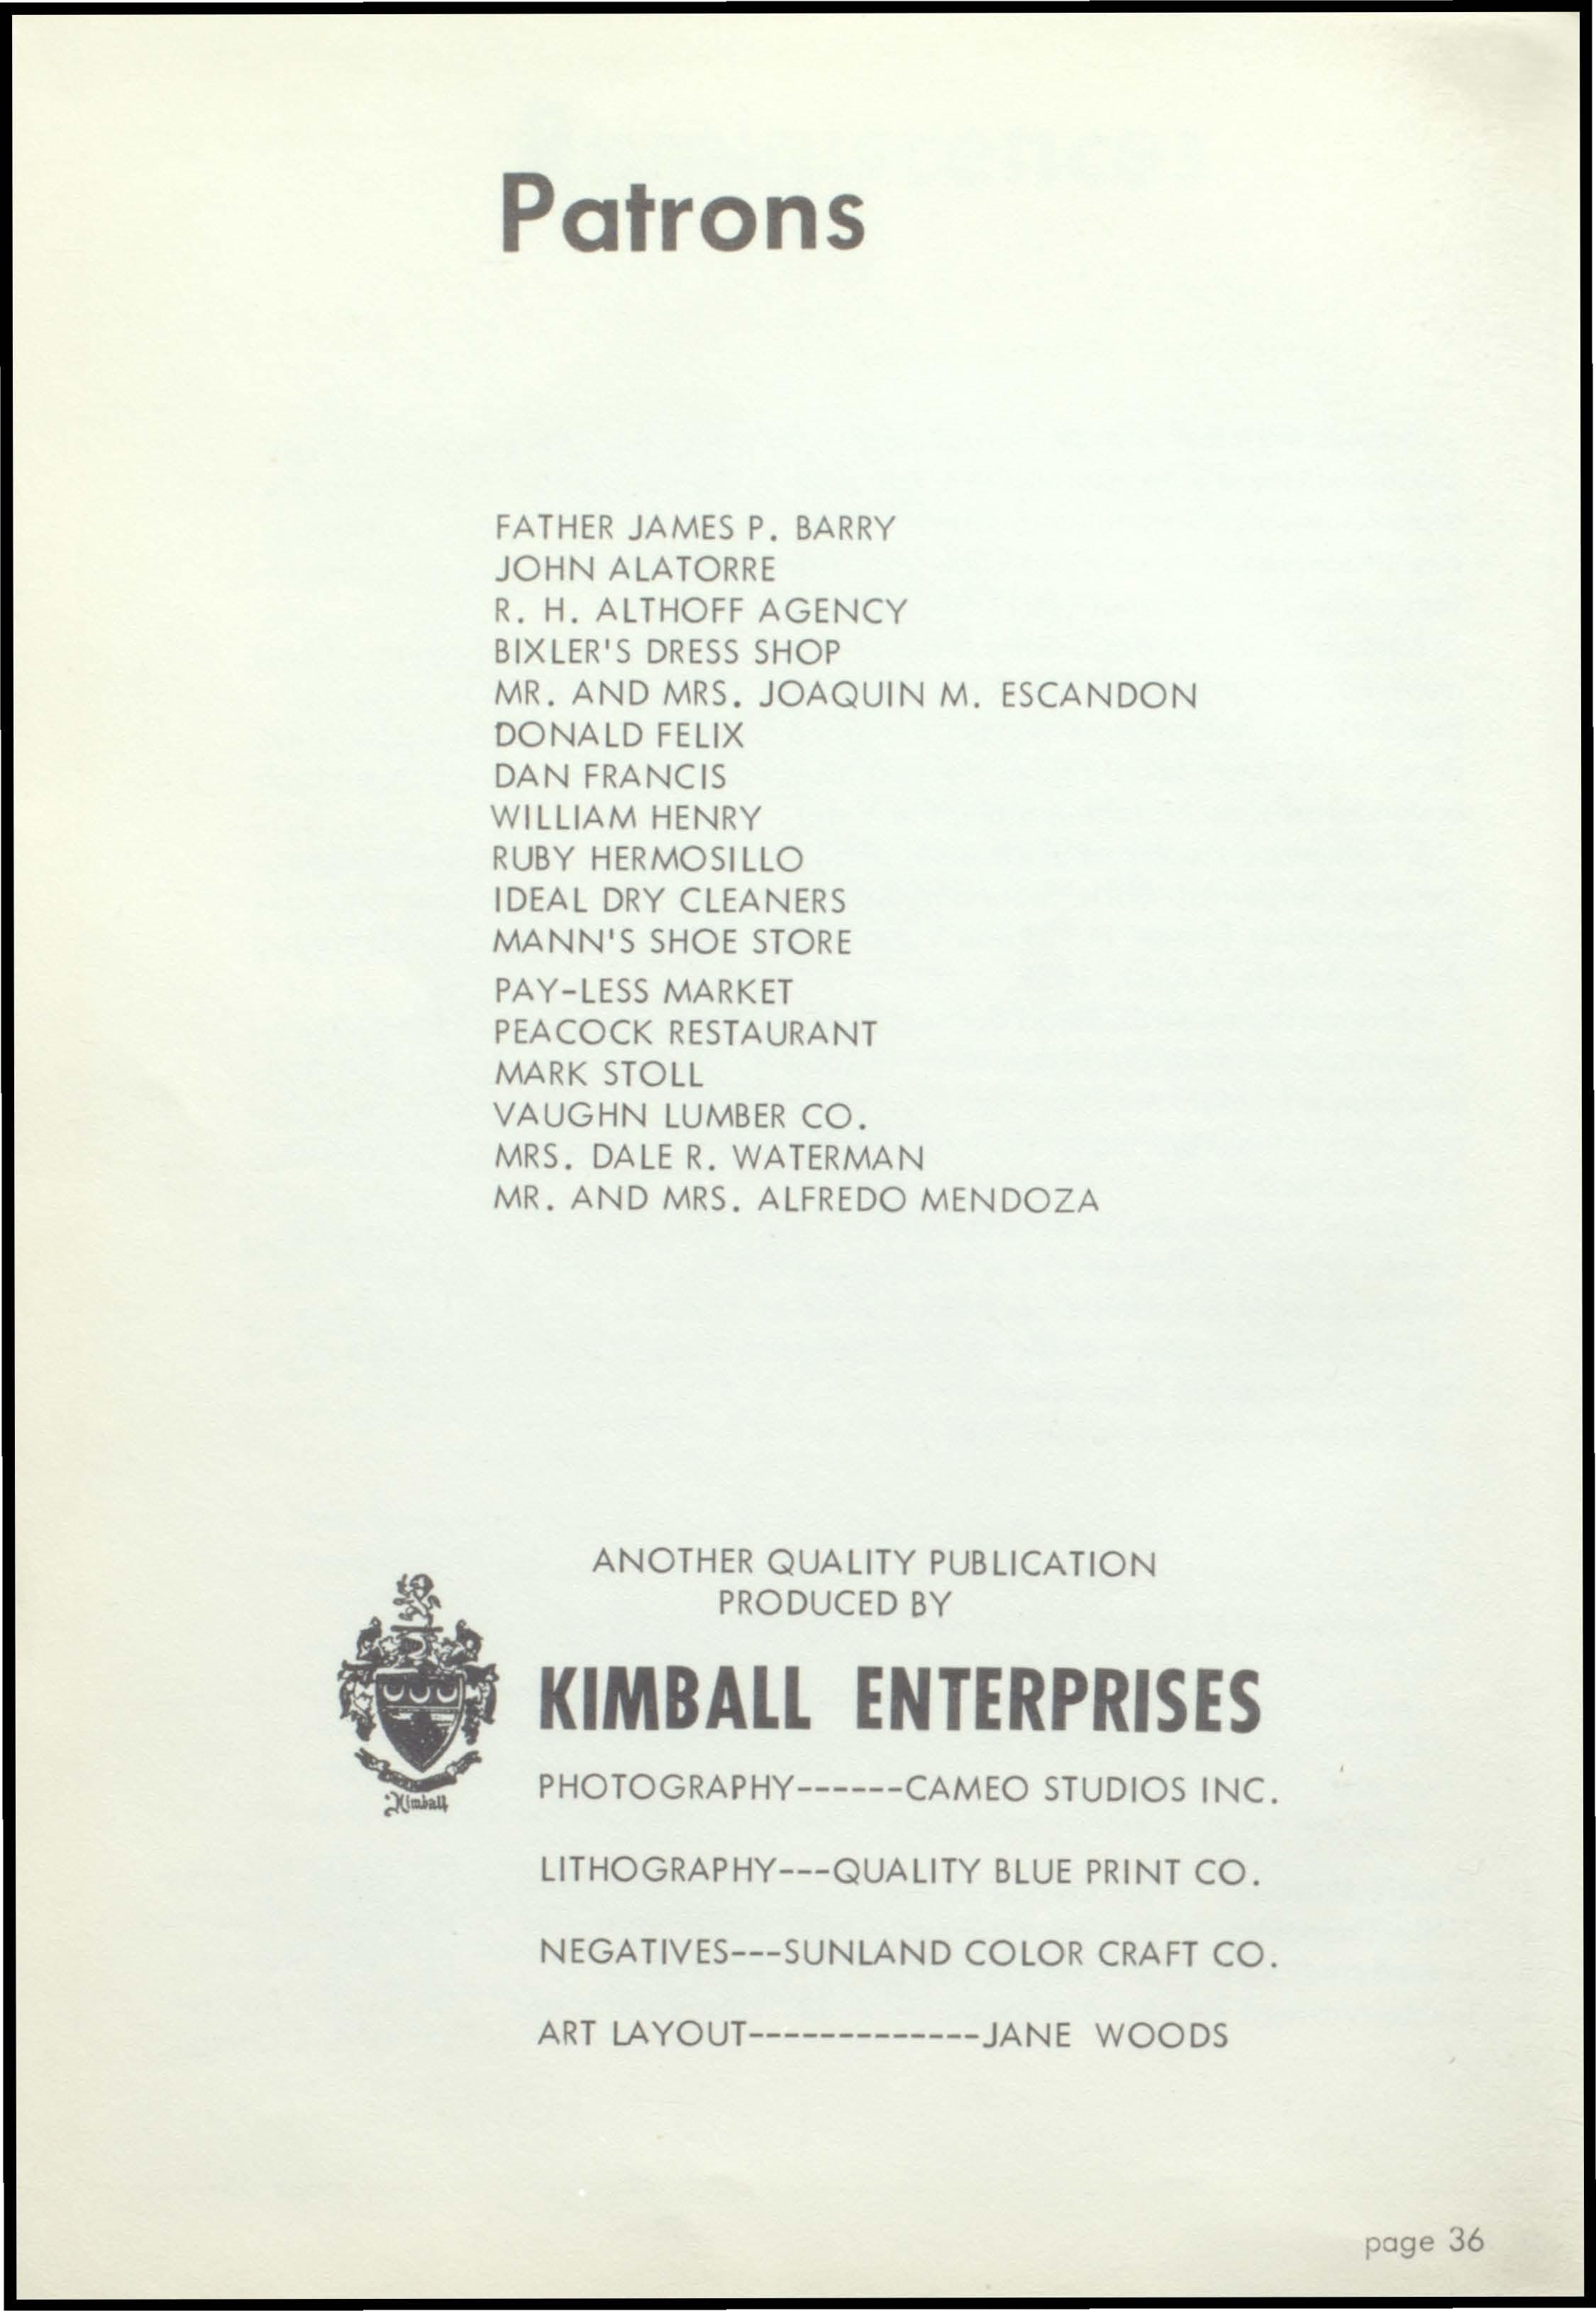 Patrons
FATHER JAMES P. BARRY
JOHN ALATORRE
R. H. ALTHOFF AGENCY
BIXLER'S DRESS SHOP
MR. AND MRS. JOAQUIN M. ESCANDON
DONALD FELIX
DAN FRANCIS
WILLIAM HENRY
RUBY HERMOSILLO
IDEAL DRY CLEANERS
MANN'S SHOE STORE
PAY-LESS MARKET
PEACOCK RESTAURANT
MARK STOLL
VAUGHN LUMBER CO.
MRS. DALE R. WATERMAN
MR. AND MRS. ALFREDO MENDOZA
ANOTHER QUALITY PUBLICATION
PRODUCED BY
KIMBALL ENTERPRISES
Kimball
PHOTOGRAPHY------CAMEO STUDIOS INC.
LITHOGRAPHY---QUALITY BLUE PRINT CO.
NEGATIVES---SUNLAND COLOR CRAFT CO.
ART LAYOUT-------------JANE WOODS
page 36